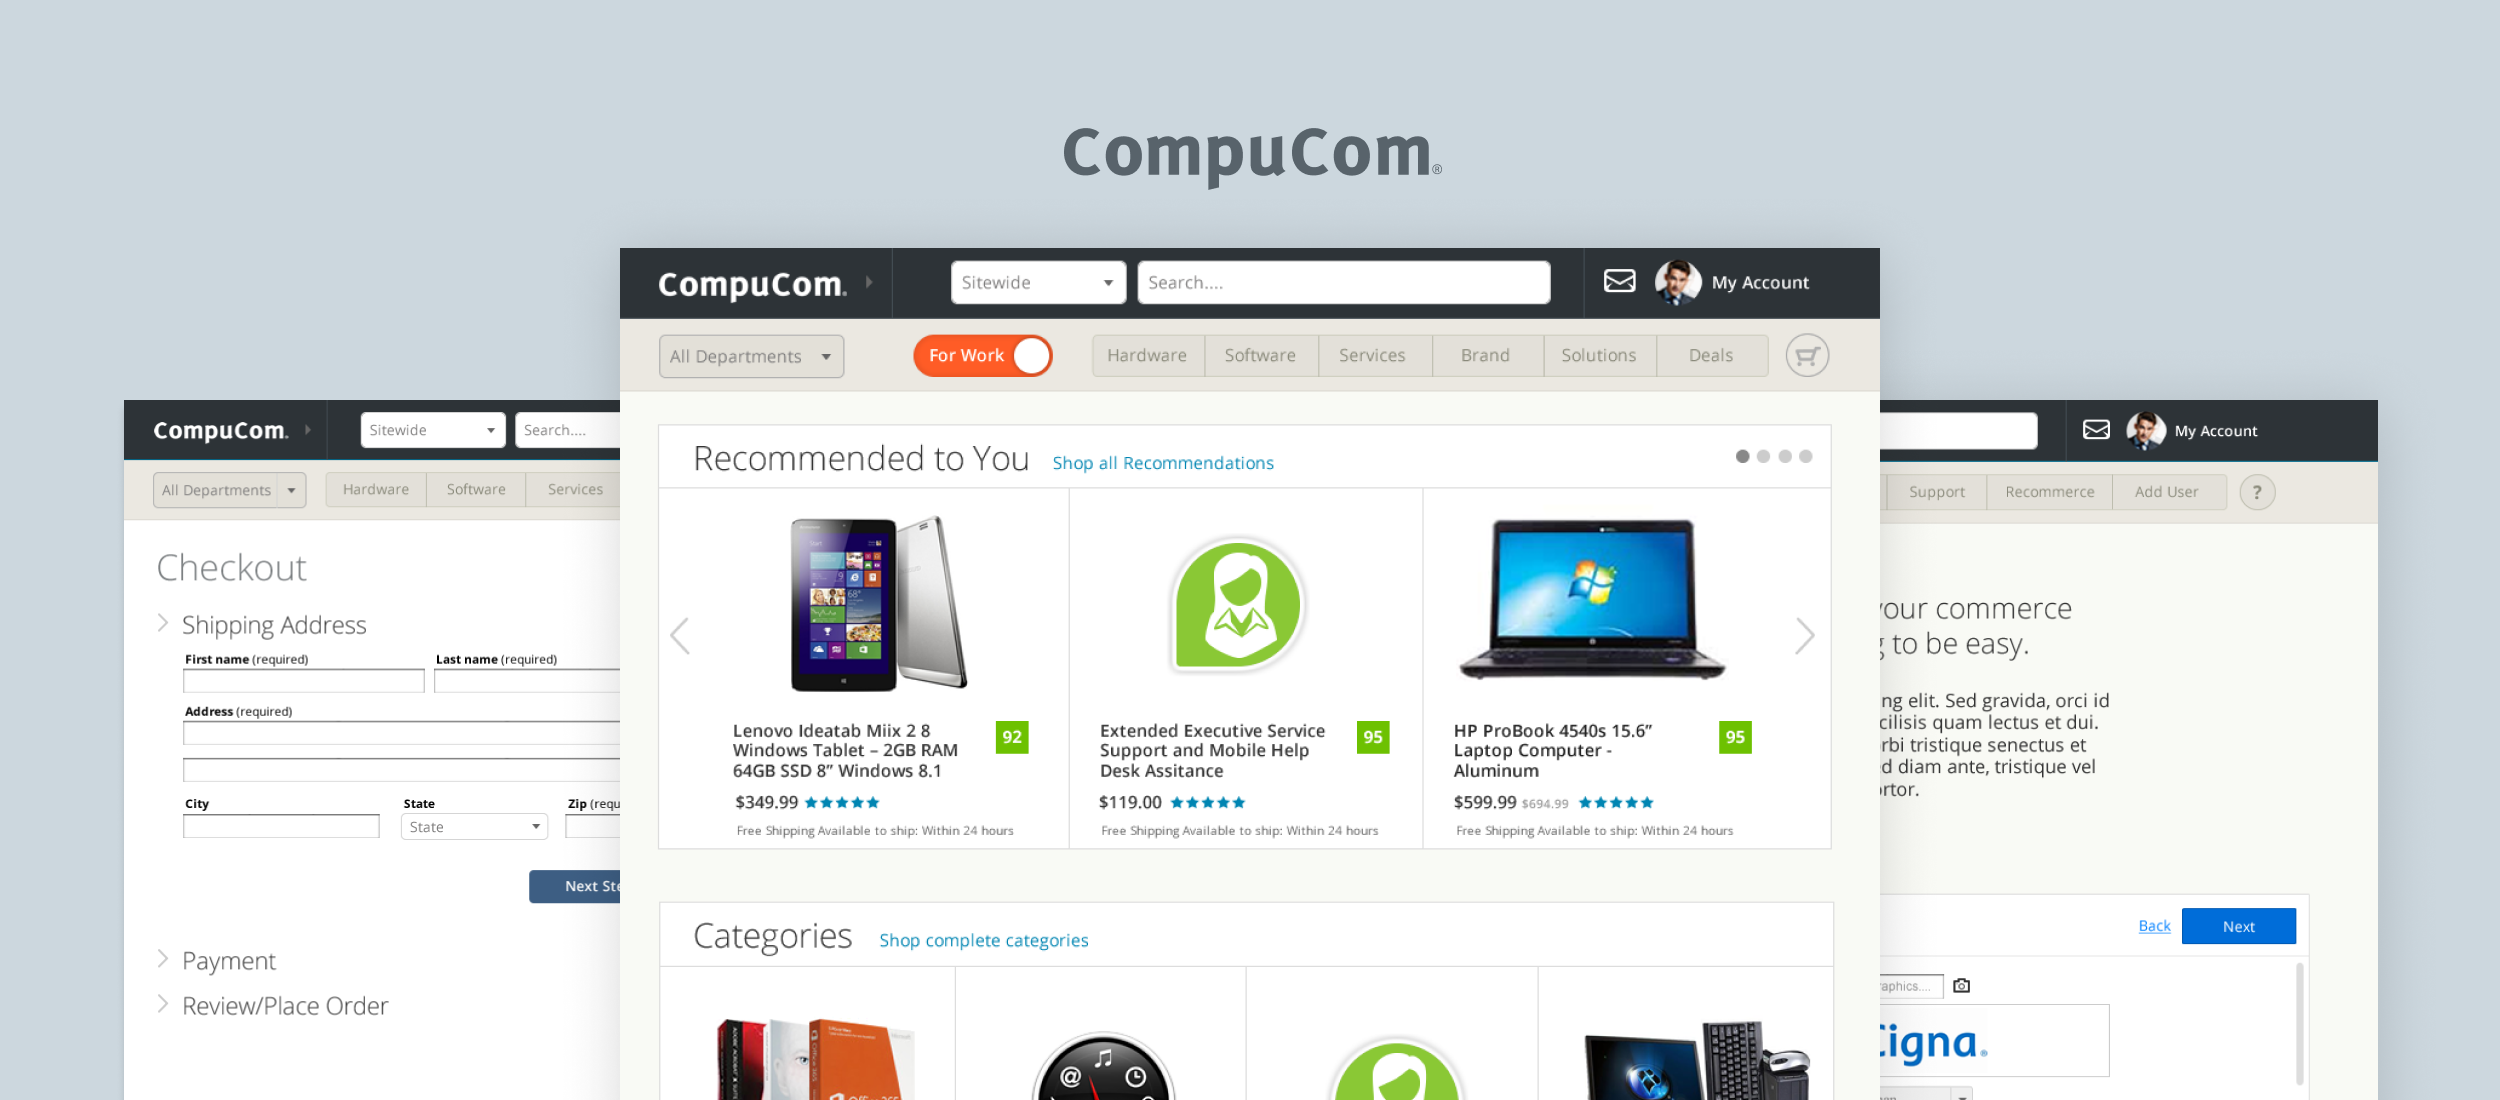 CompuCom®
CompuCom.
Sitewide
Search....
My Account
All Departments
For Work
Hardware
Software
Services
Brand
Solutions
Deals
Recommended to You
Shop all Recommendations
Lenovo Ideatab Miix 2 8
Windows Tablet – 2GB RAM
64GB SSD 8” Windows 8.1
92
$349.99
Free Shipping Available to ship: Within 24 hours
Extended Executive Service
Support and Mobile Help
Desk Assitance
95
$119.00
Free Shipping Available to ship: Within 24 hours
HP ProBook 4540s 15.6”
Laptop Computer -
Aluminum
95
$599.99 $694.99
Free Shipping Available to ship: Within 24 hours
Categories
Shop complete categories
CompuCom.
Sitewide
Search....
All Departments
Hardware
Software
Services
Checkout
Shipping Address
First name (required)
Last name (required)
Address (required)
City
State
Zip (requ
State
Next Ste
Payment
Review/Place Order
My Account
Support
Recommerce
Add User
?
your commerce
g to be easy.
ng elit. Sed gravida, orci id
cilisis quam lectus et dui.
rbi tristique senectus et
d diam ante, tristique vel
rtor.
Back
Next
raphics....
Cigna®